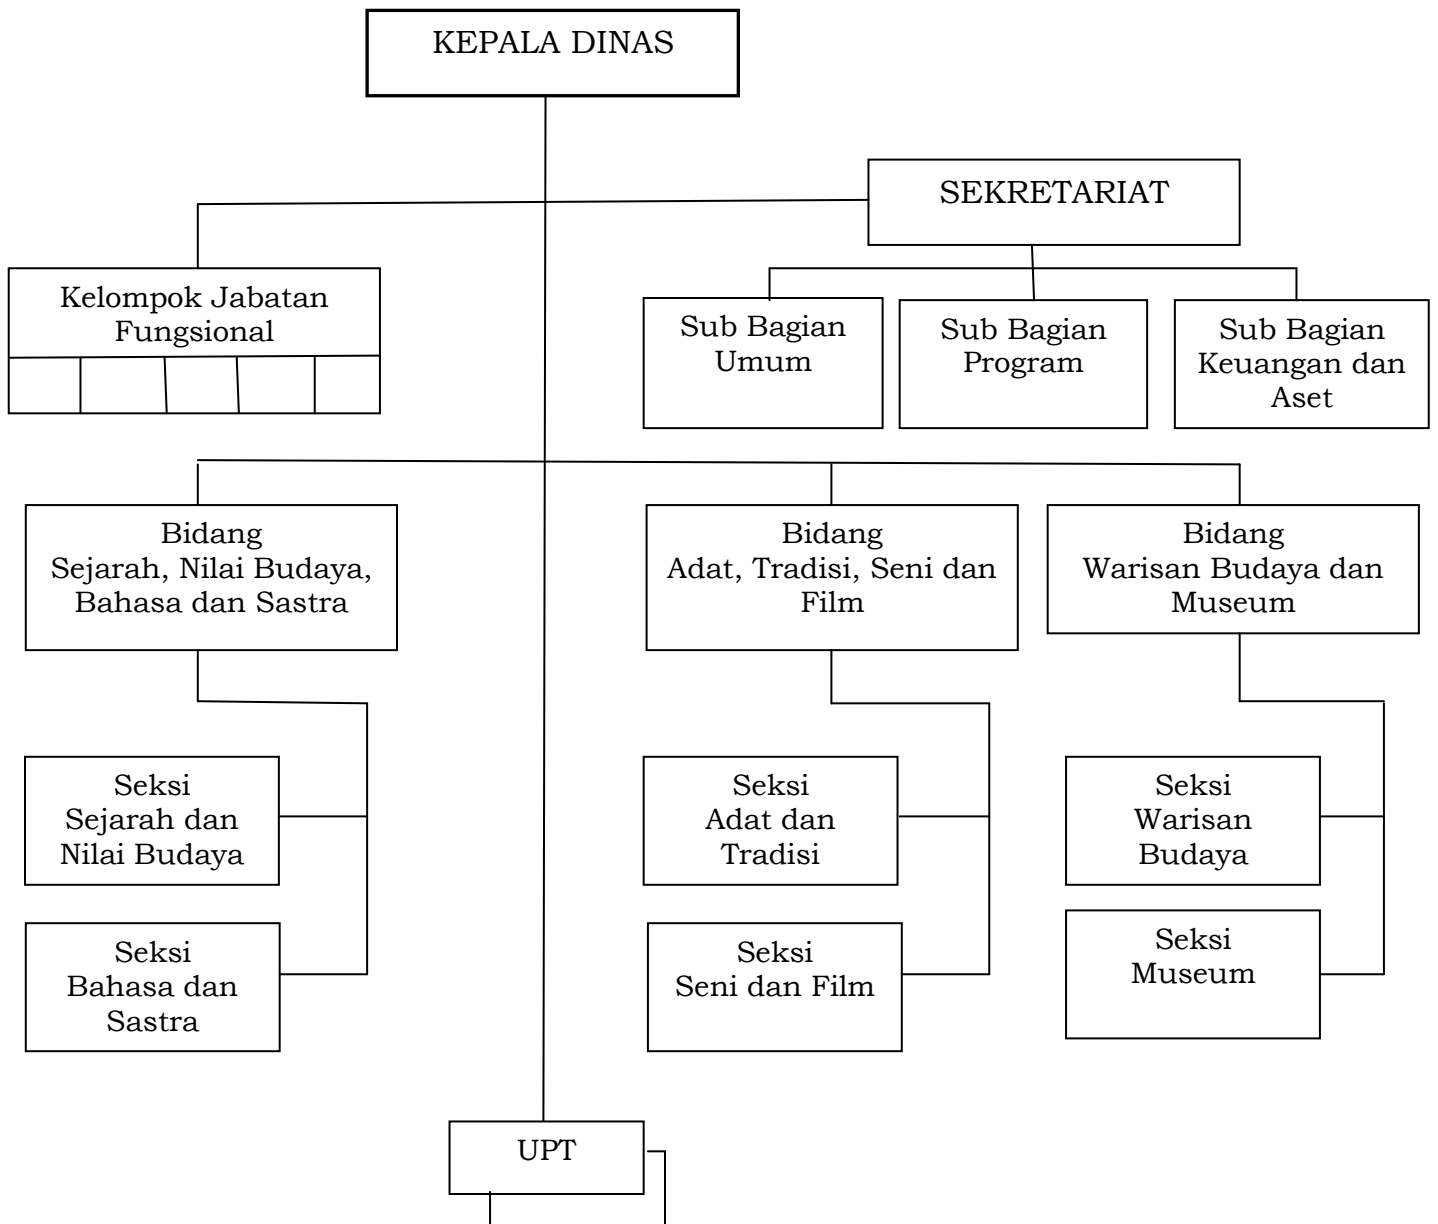 KEPALA DINAS
SEKRETARIAT
Kelompok Jabatan
Fungsional
Sub Bagian
Umum
Sub Bagian
Program
Sub Bagian
Keuangan dan
Aset
Bidang
Sejarah, Nilai Budaya,
Bahasa dan Sastra
Bidang
Adat, Tradisi, Seni dan
Film
Bidang
Warisan Budaya dan
Museum
Seksi
Sejarah dan
Nilai Budaya
Seksi
Adat dan
Tradisi
Seksi
Warisan
Budaya
Seksi
Bahasa dan
Sastra
Seksi
Seni dan Film
Seksi
Museum
UPT